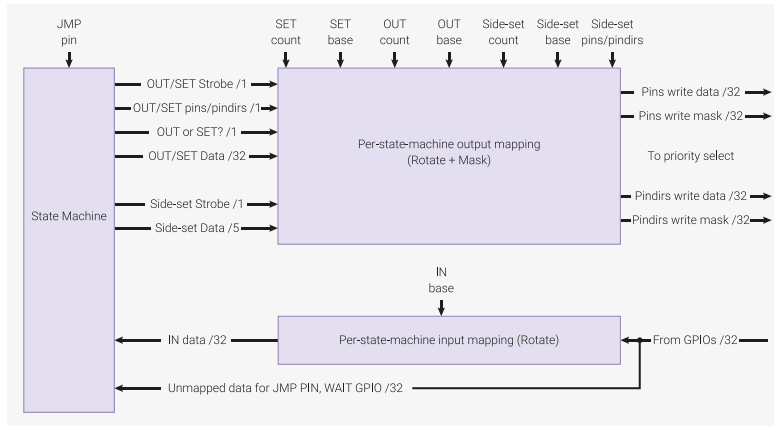 JMP
pin
SET
count
SET
base
OUT
count
OUT
base
Side-set
count
Side-set
base
Side-set
pins/pindirs
OUT/SET Strobe /1
OUT/SET pins/pindirs /1
OUT or SET? /1
OUT/SET Data /32
Side-set Strobe /1
Side-set Data /5
State Machine
Per-state-machine output mapping
(Rotate + Mask)
Pins write data /32
Pins write mask /32
To priority select
Pindirs write data /32
Pindirs write mask /32
IN
base
IN data /32
Per-state-machine input mapping (Rotate)
From GPIOs /32
Unmapped data for JMP PIN, WAIT GPIO /32